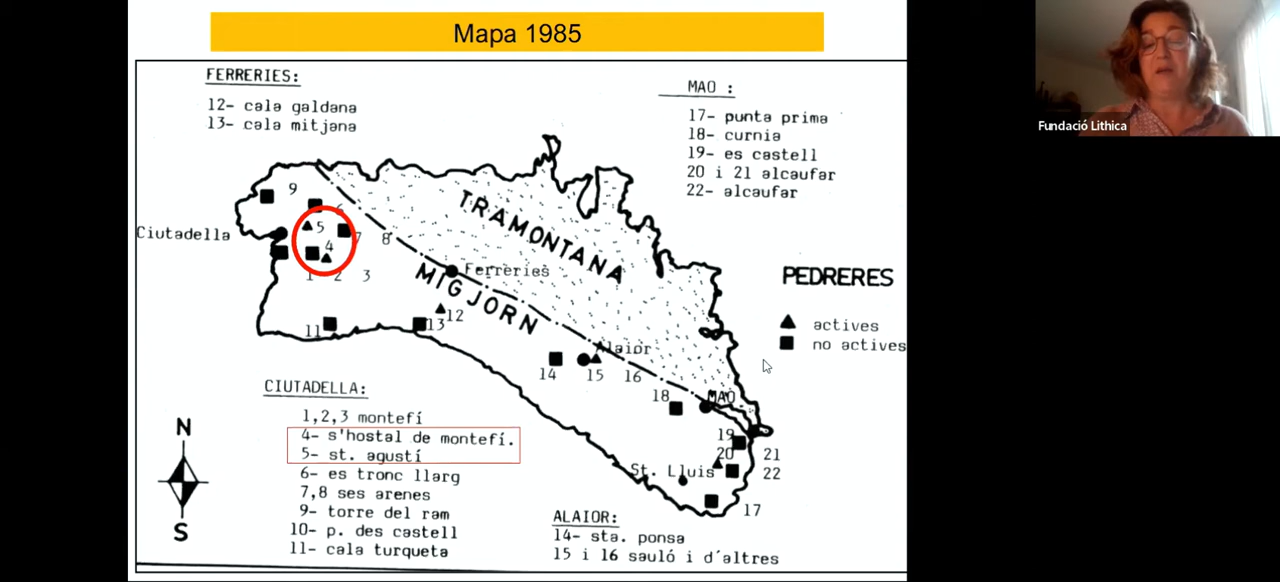 Mapa 1985
Fundació Lithica
FERRERIES:
12- cala galdana
13- cala mitjana
MAO :
17- punta prima
18- curnia
19- es castell
20 i 21 alcaufar
22- alcaufar
9
6
5
Ciutadella
7
8
4
1 2 3
TRAMONTANA
MIGJORN
Ferreries
PEDRERES
actives
no actives
12
13
11
Alaior
14
15
16
18
MAO
19
20
21
22
St. Lluis
17
CIUTADELLA:
1,2,3 montefí
4- s'hostal de montefí.
5- st. agustí
6- es tronc llarg
7,8 ses arenes
9- torre del ram
10- p. des castell
11- cala turqueta
N
S
ALAIOR:
14- sta. ponsa
15 i 16 sauló i d'altres